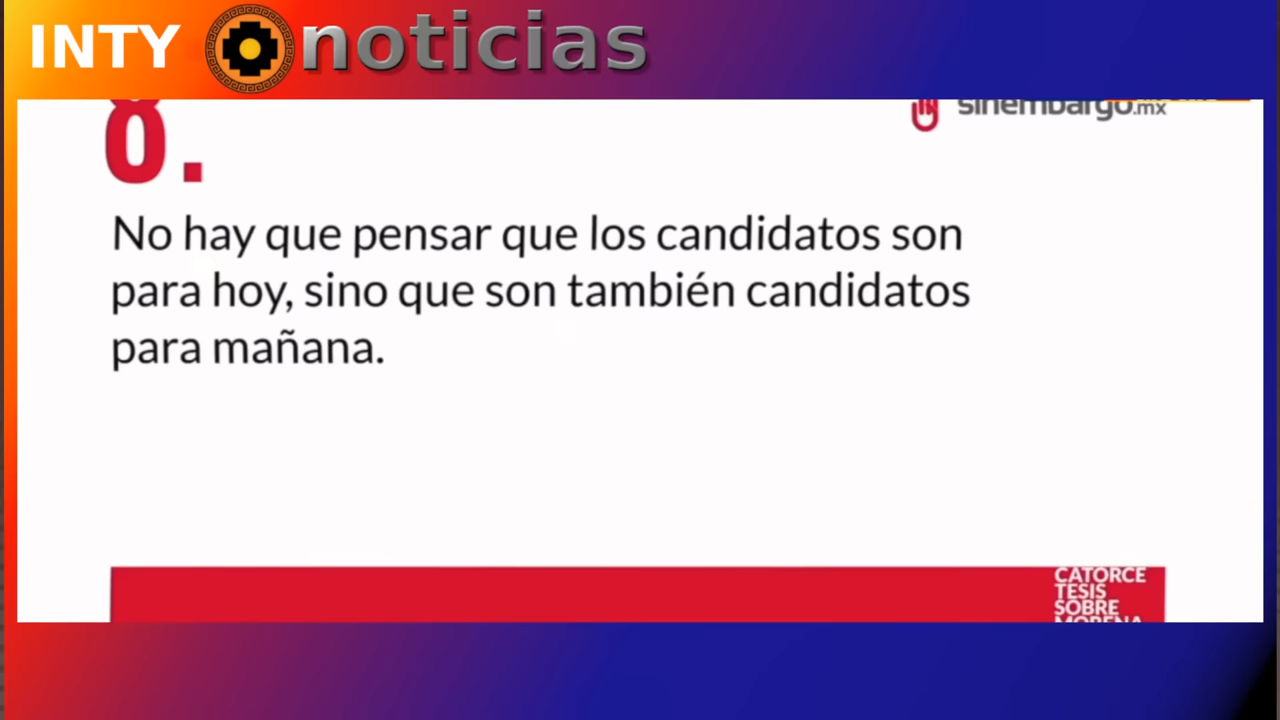 INTY noticias
8.
sinembargo.mx
No hay que pensar que los candidatos son
para hoy, sino que son también candidatos
para mañana.
CATORCE
TESIS
SOBRE
MORENA